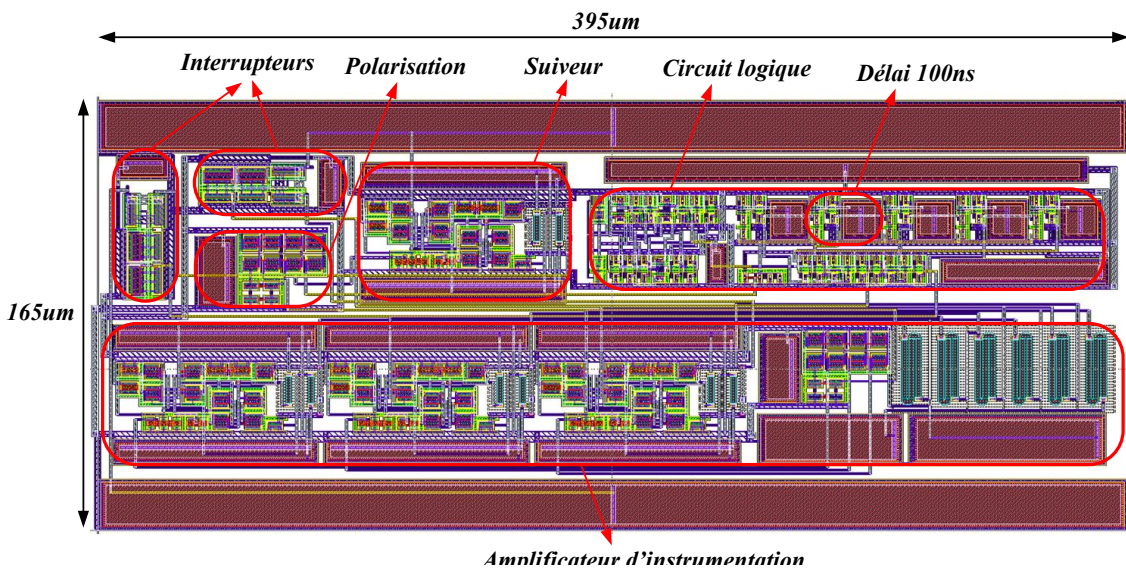 395um
Interrupteurs
Polarisation
Suiveur
Circuit logique
Délai 100ns
165um
Amplificateur d'instrumentation